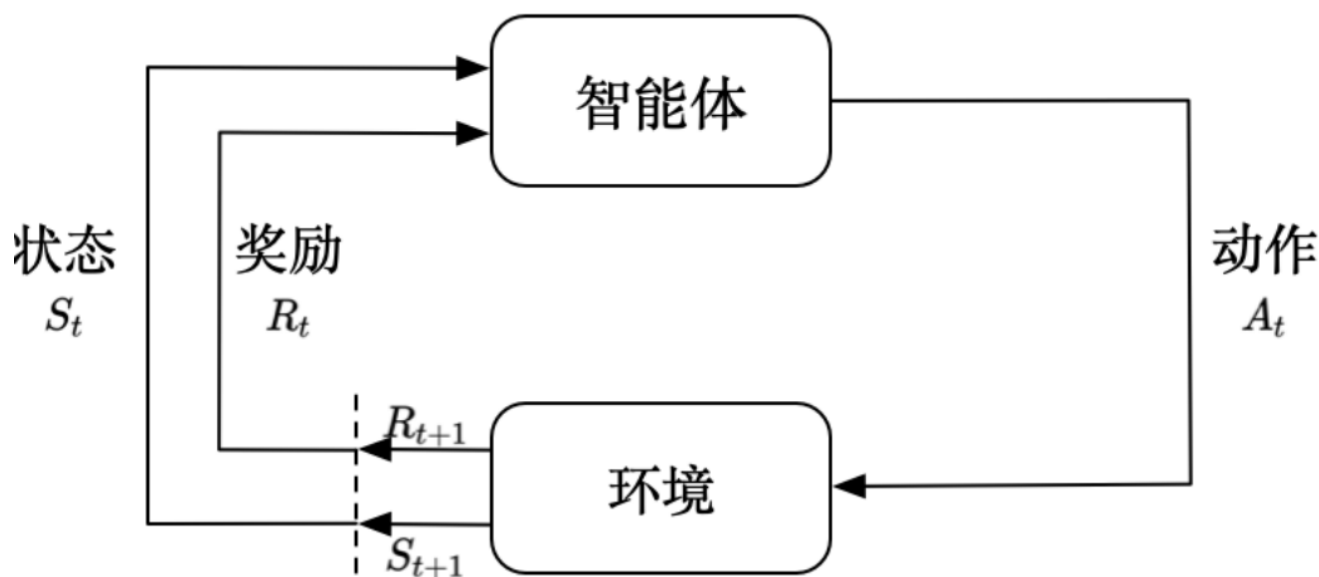 智能体
状态
S_t
奖励
R_t
动作
A_t
R_{t+1}
环境
S_{t+1}